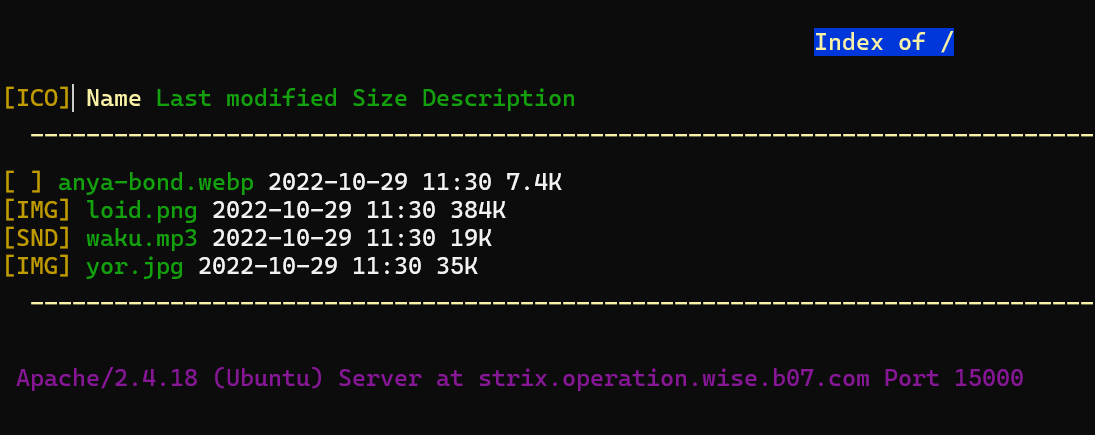 Index of /
[ICO] Name Last modified Size Description
--------------------------------------------------------------------------------
[ ] anya-bond.webp 2022-10-29 11:30 7.4K
[IMG] loid.png 2022-10-29 11:30 384K
[SND] waku.mp3 2022-10-29 11:30 19K
[IMG] yor.jpg 2022-10-29 11:30 35K
--------------------------------------------------------------------------------
Apache/2.4.18 (Ubuntu) Server at strix.operation.wise.b07.com Port 15000